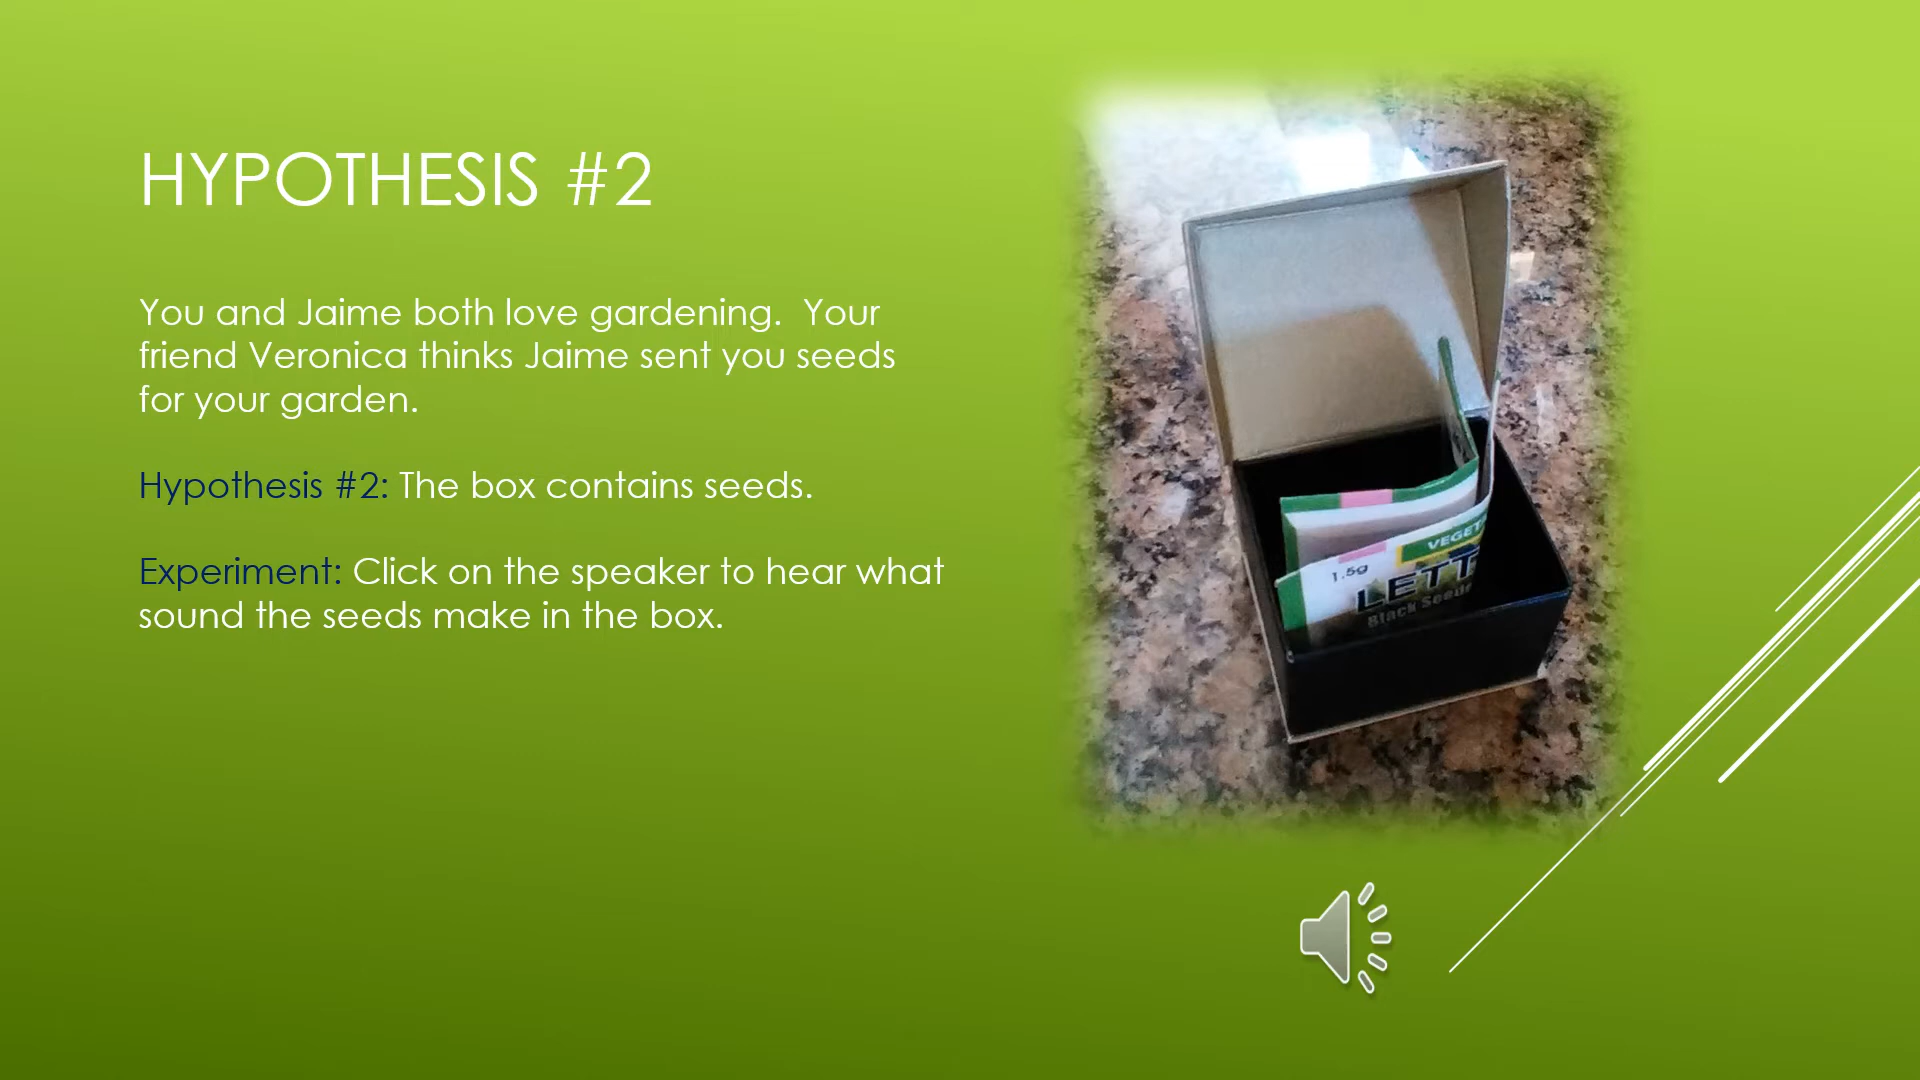 HYPOTHESIS #2
You and Jaime both love gardening.  Your
friend Veronica thinks Jaime sent you seeds
for your garden.
Hypothesis #2: The box contains seeds.
Experiment: Click on the speaker to hear what
sound the seeds make in the box.
VEGET
1.5g
LETT
Black Seede